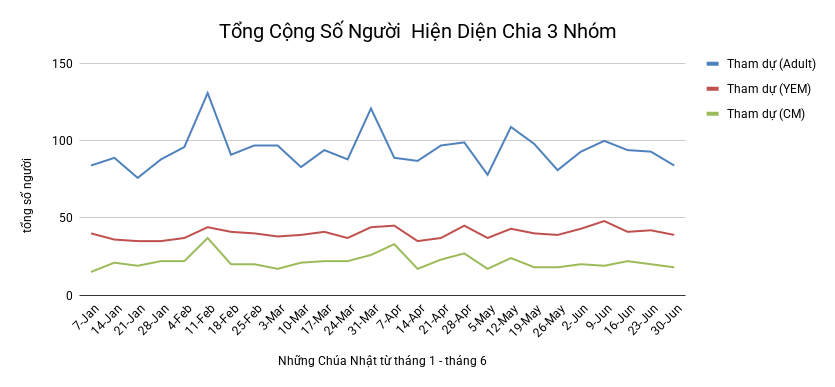 Tổng Cộng Số Người  Hiện Diện Chia 3 Nhóm
150
100
50
0
tổng số người
Tham dự (Adult)
Tham dự (YEM)
Tham dự (CM)
7-Jan
14-Jan
21-Jan
28-Jan
4-Feb
11-Feb
18-Feb
25-Feb
3-Mar
10-Mar
17-Mar
24-Mar
31-Mar
7-Apr
14-Apr
21-Apr
28-Apr
5-May
12-May
19-May
26-May
2-Jun
9-Jun
16-Jun
23-Jun
30-Jun
Những Chúa Nhật từ tháng 1 - tháng 6